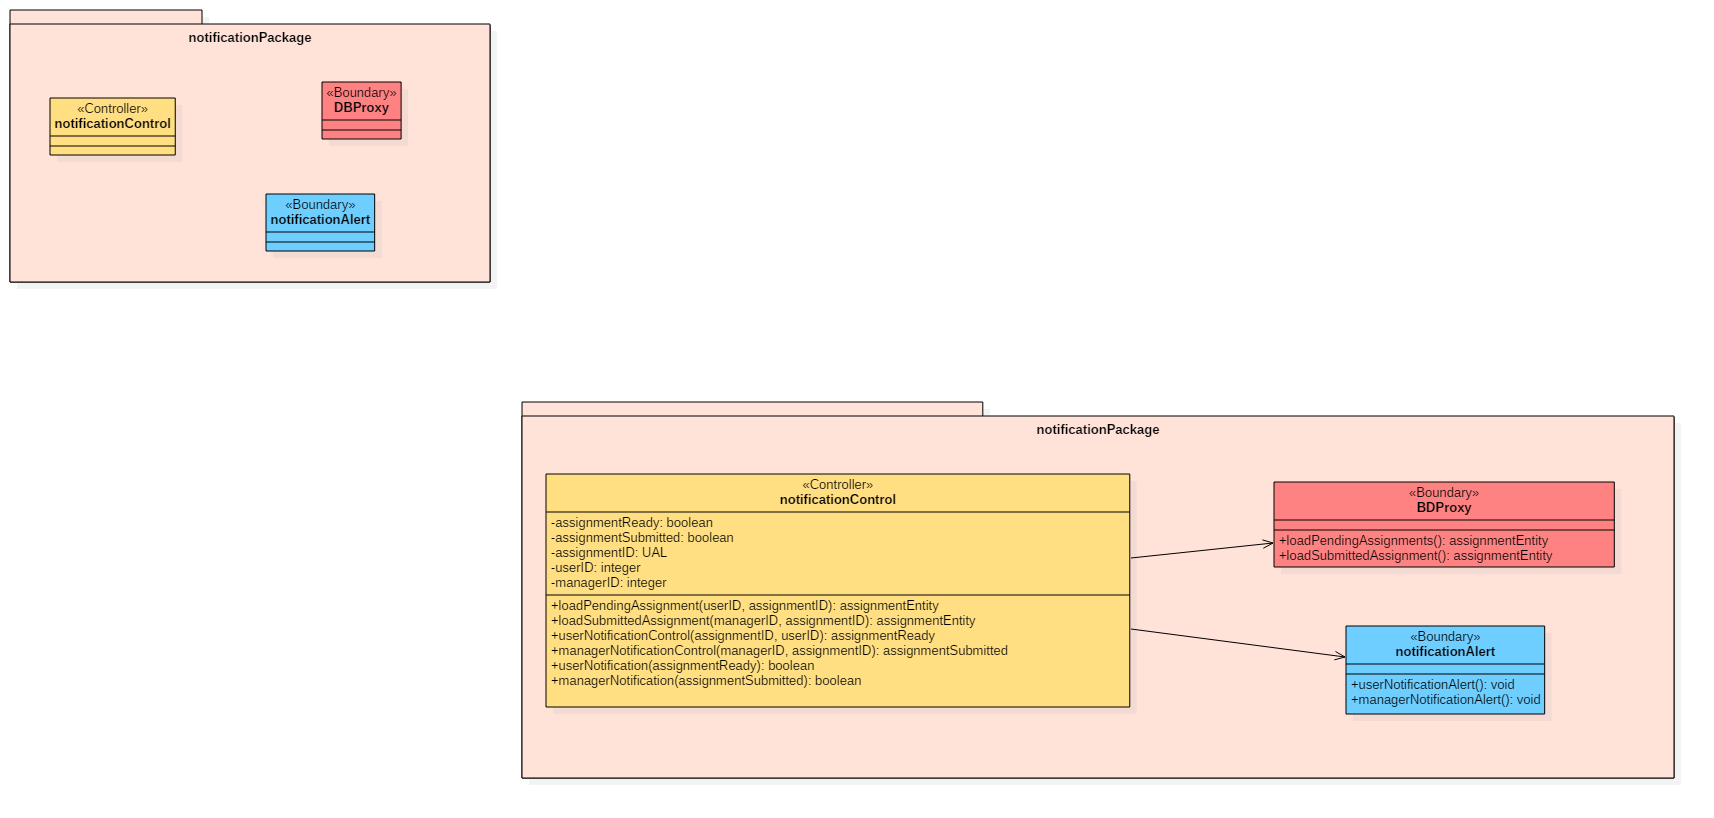 notificationPackage
«Controller»
notificationControl
«Boundary»
DBProxy
«Boundary»
notificationAlert
notificationPackage
«Controller»
notificationControl
-assignmentReady: boolean
-assignmentSubmitted: boolean
-assignmentID: UAL
-userID: integer
-managerID: integer
+loadPendingAssignment(userID, assignmentID): assignmentEntity
+loadSubmittedAssignment(managerID, assignmentID): assignmentEntity
+userNotificationControl(assignmentID, userID): assignmentReady
+managerNotificationControl(managerID, assignmentID): assignmentSubmitted
+userNotification(assignmentReady): boolean
+managerNotification(assignmentSubmitted): boolean
«Boundary»
BDProxy
+loadPendingAssignments(): assignmentEntity
+loadSubmittedAssignment(): assignmentEntity
«Boundary»
notificationAlert
+userNotificationAlert(): void
+managerNotificationAlert(): void